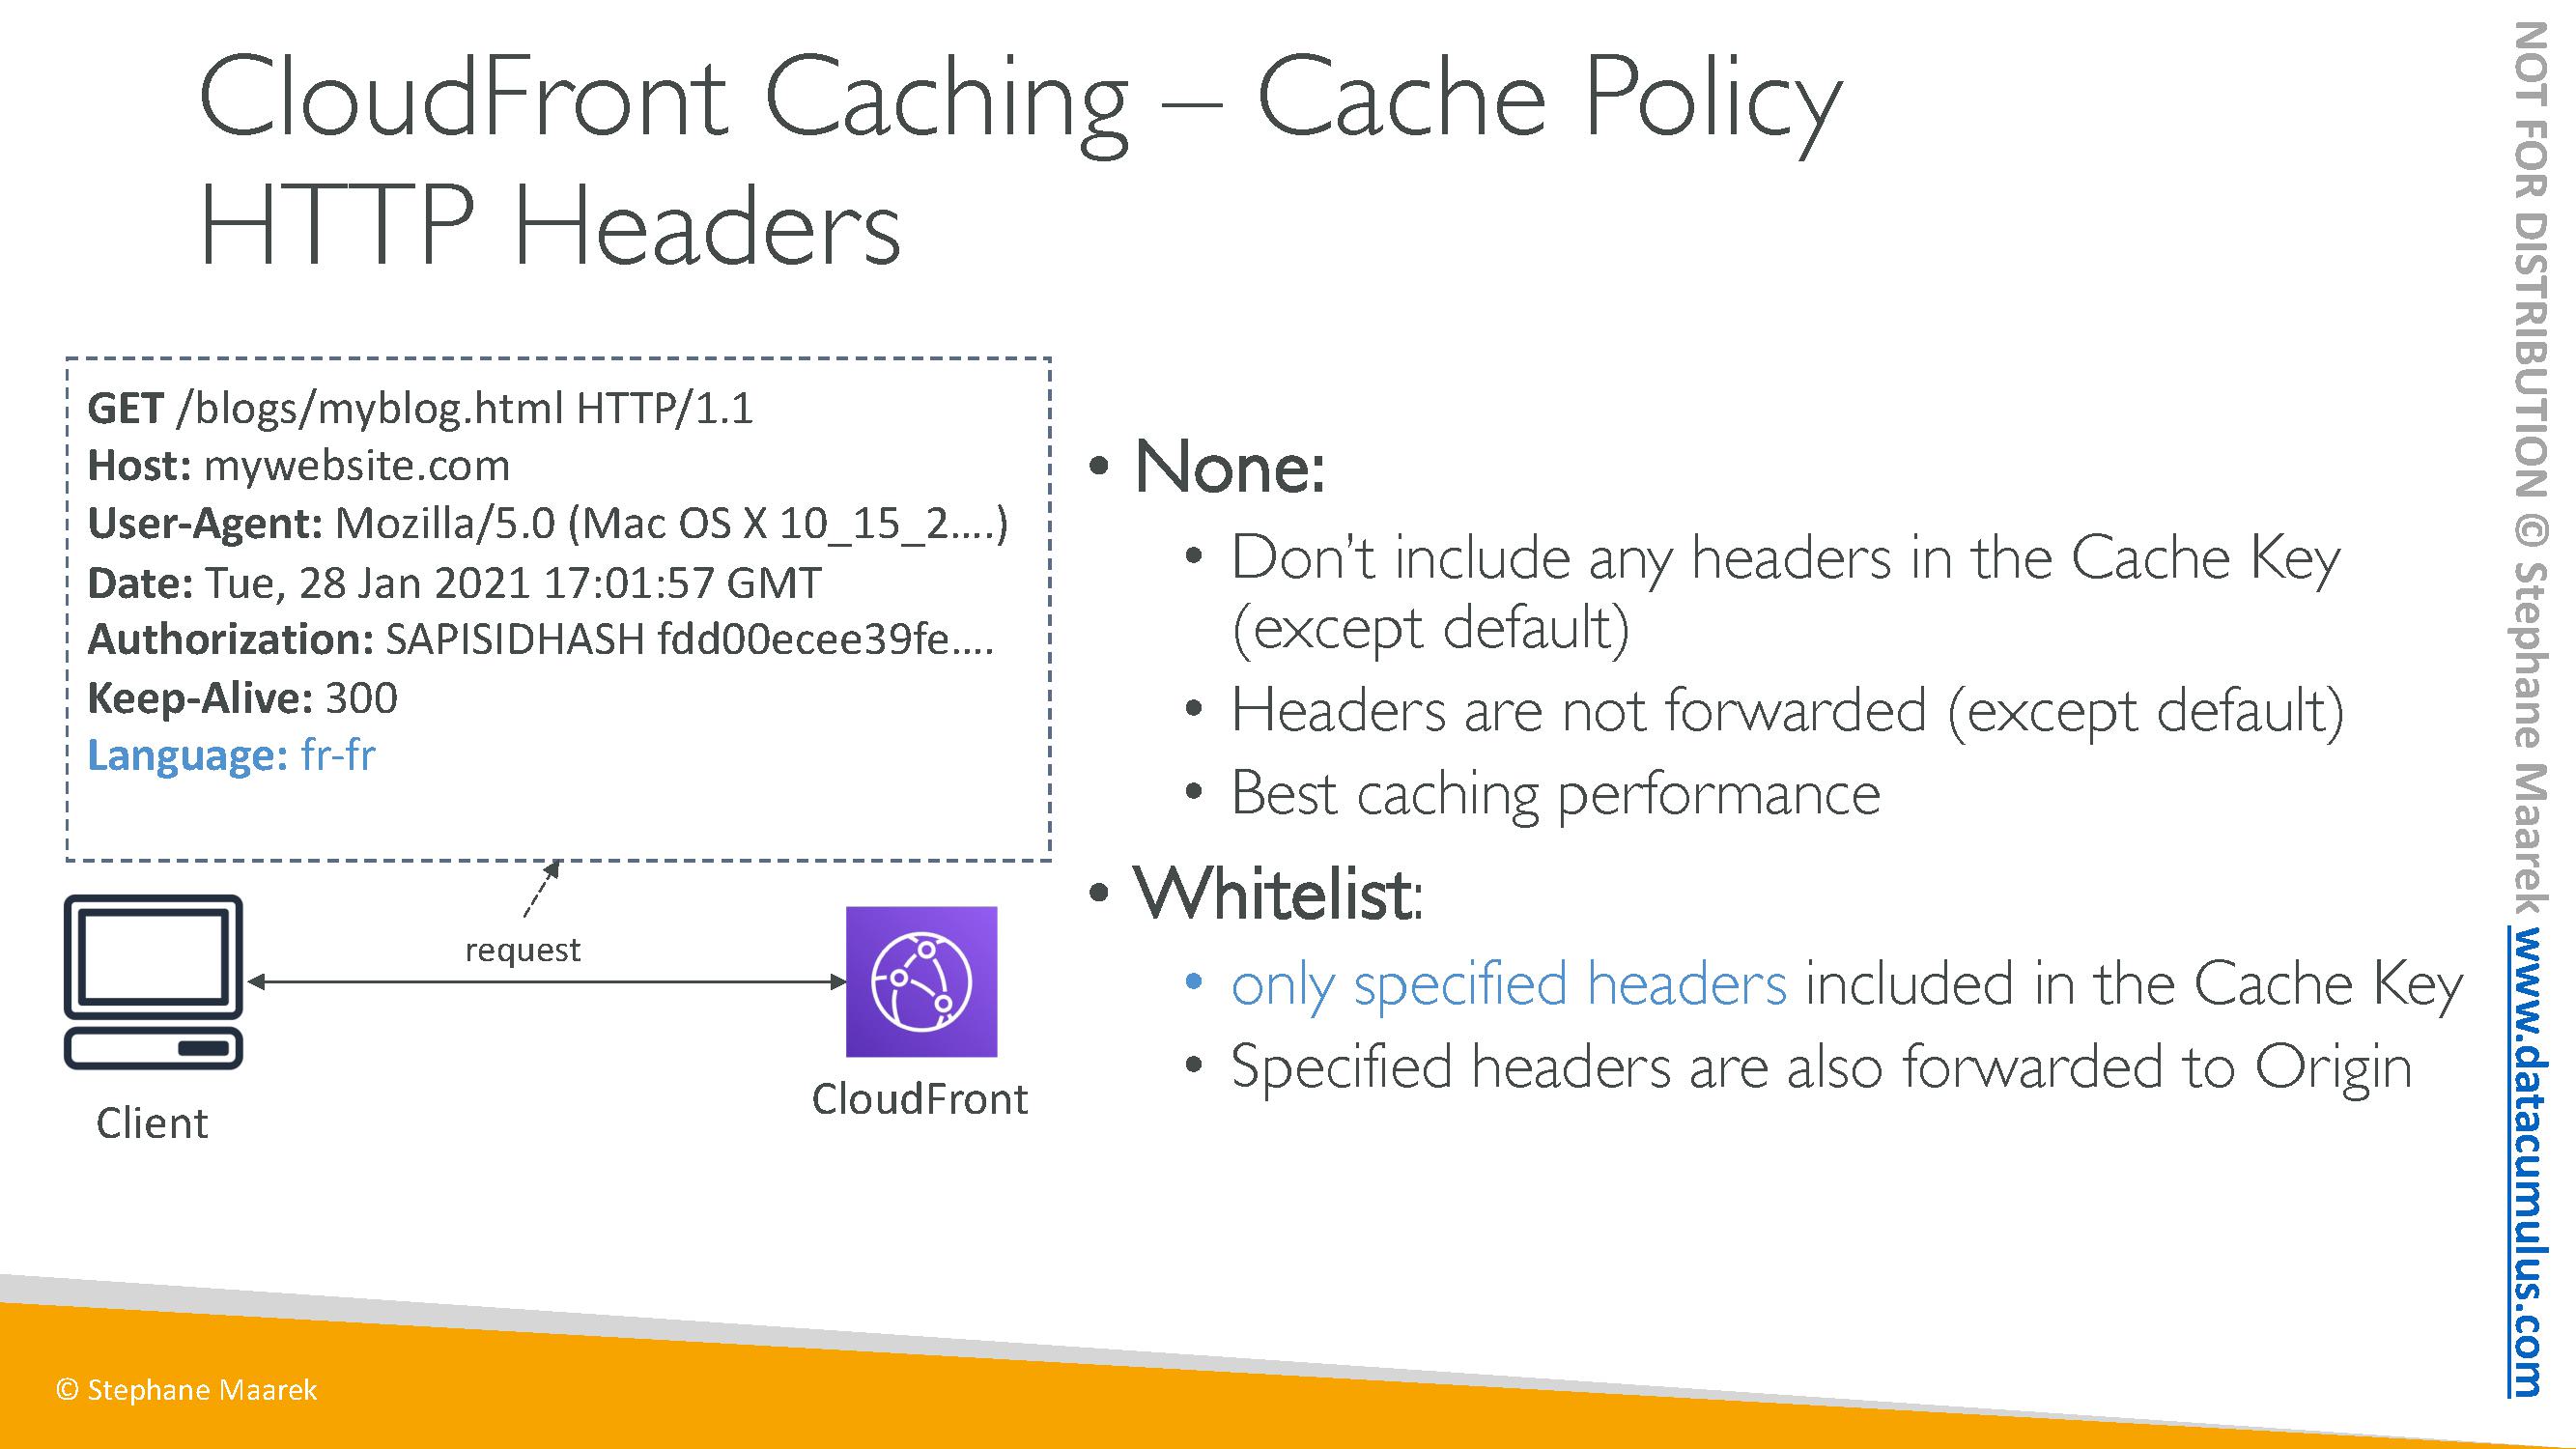 CloudFront Caching – Cache Policy
HTTP Headers
GET /blogs/myblog.html HTTP/1.1
Host: mywebsite.com
User-Agent: Mozilla/5.0 (Mac OS X 10_15_2….)
Date: Tue, 28 Jan 2021 17:01:57 GMT
Authorization: SAPISIDHASH fdd00ecee39fe….
Keep-Alive: 300
Language: fr-fr
request
Client
CloudFront
• None:
• Don’t include any headers in the Cache Key
(except default)
• Headers are not forwarded (except default)
• Best caching performance
• Whitelist:
• only specified headers included in the Cache Key
• Specified headers are also forwarded to Origin
NOT FOR DISTRIBUTION © Stephane Maarek www.datacumulus.com
© Stephane Maarek